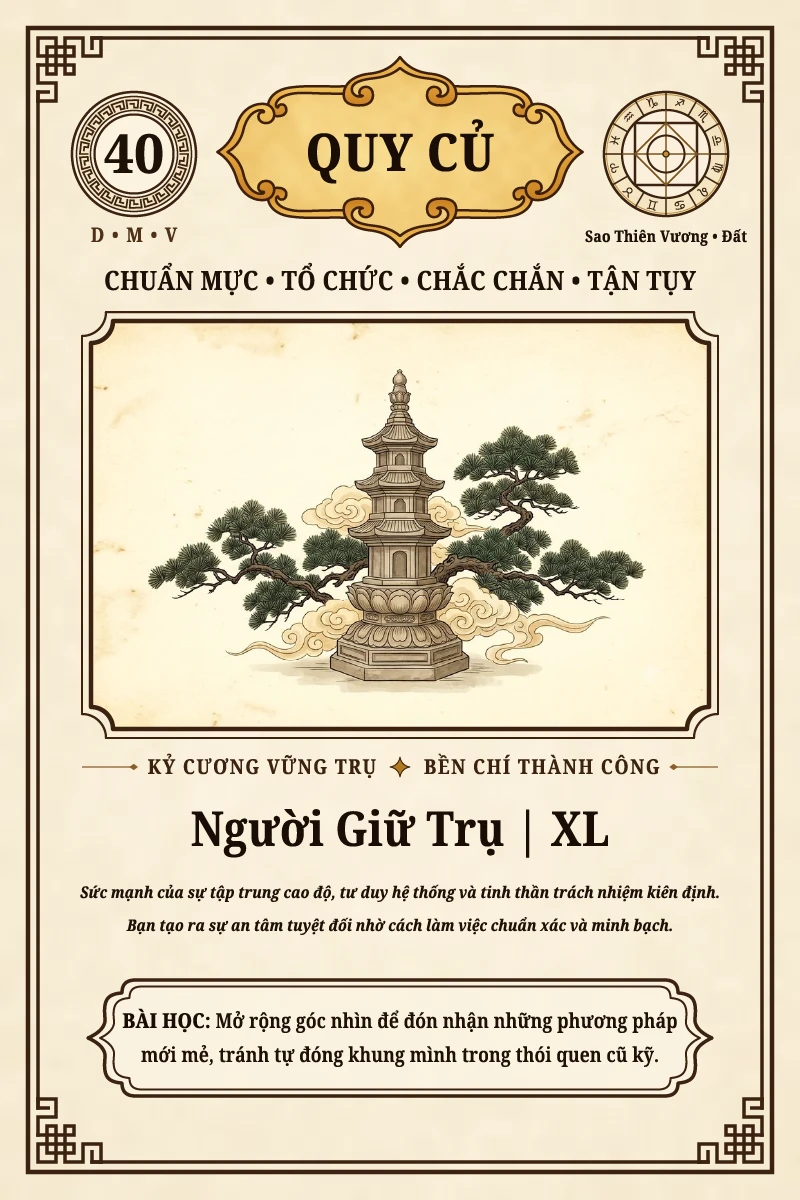 40
QUY CỦ
D • M • V
Sao Thiên Vương • Đất
CHUẨN MỰC • TỔ CHỨC • CHẮC CHẮN • TẬN TỤY
KỶ CƯƠNG VỮNG TRỤ ✦ BỀN CHÍ THÀNH CÔNG
Người Giữ Trụ | XL
Sức mạnh của sự tập trung cao độ, tư duy hệ thống và tinh thần trách nhiệm kiên định.
Bạn tạo ra sự an tâm tuyệt đối nhờ cách làm việc chuẩn xác và minh bạch.
BÀI HỌC: Mở rộng góc nhìn để đón nhận những phương pháp
mới mẻ, tránh tự đóng khung mình trong thói quen cũ kỹ.